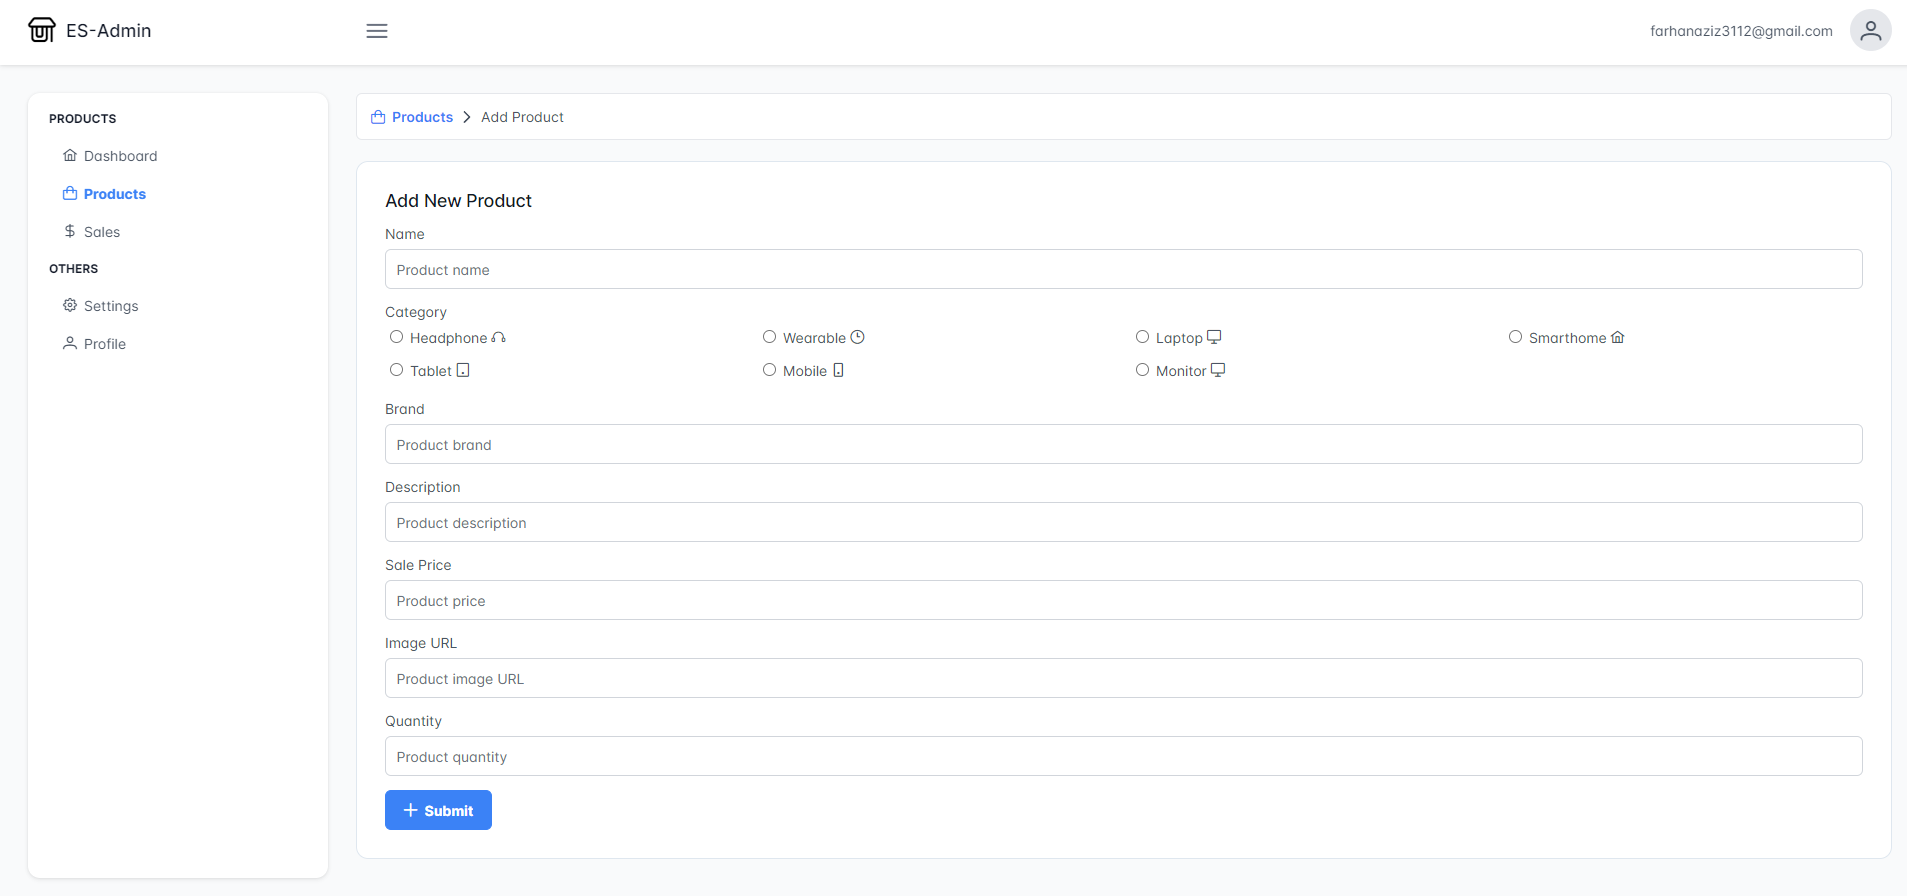 ES-Admin
farhanaziz3112@gmail.com
PRODUCTS
Dashboard
Products
Sales
OTHERS
Settings
Profile
Products > Add Product
Add New Product
Name
Product name
Category
Headphone Wearable Laptop Smarthome
Tablet Mobile Monitor
Brand
Product brand
Description
Product description
Sale Price
Product price
Image URL
Product image URL
Quantity
Product quantity
+ Submit